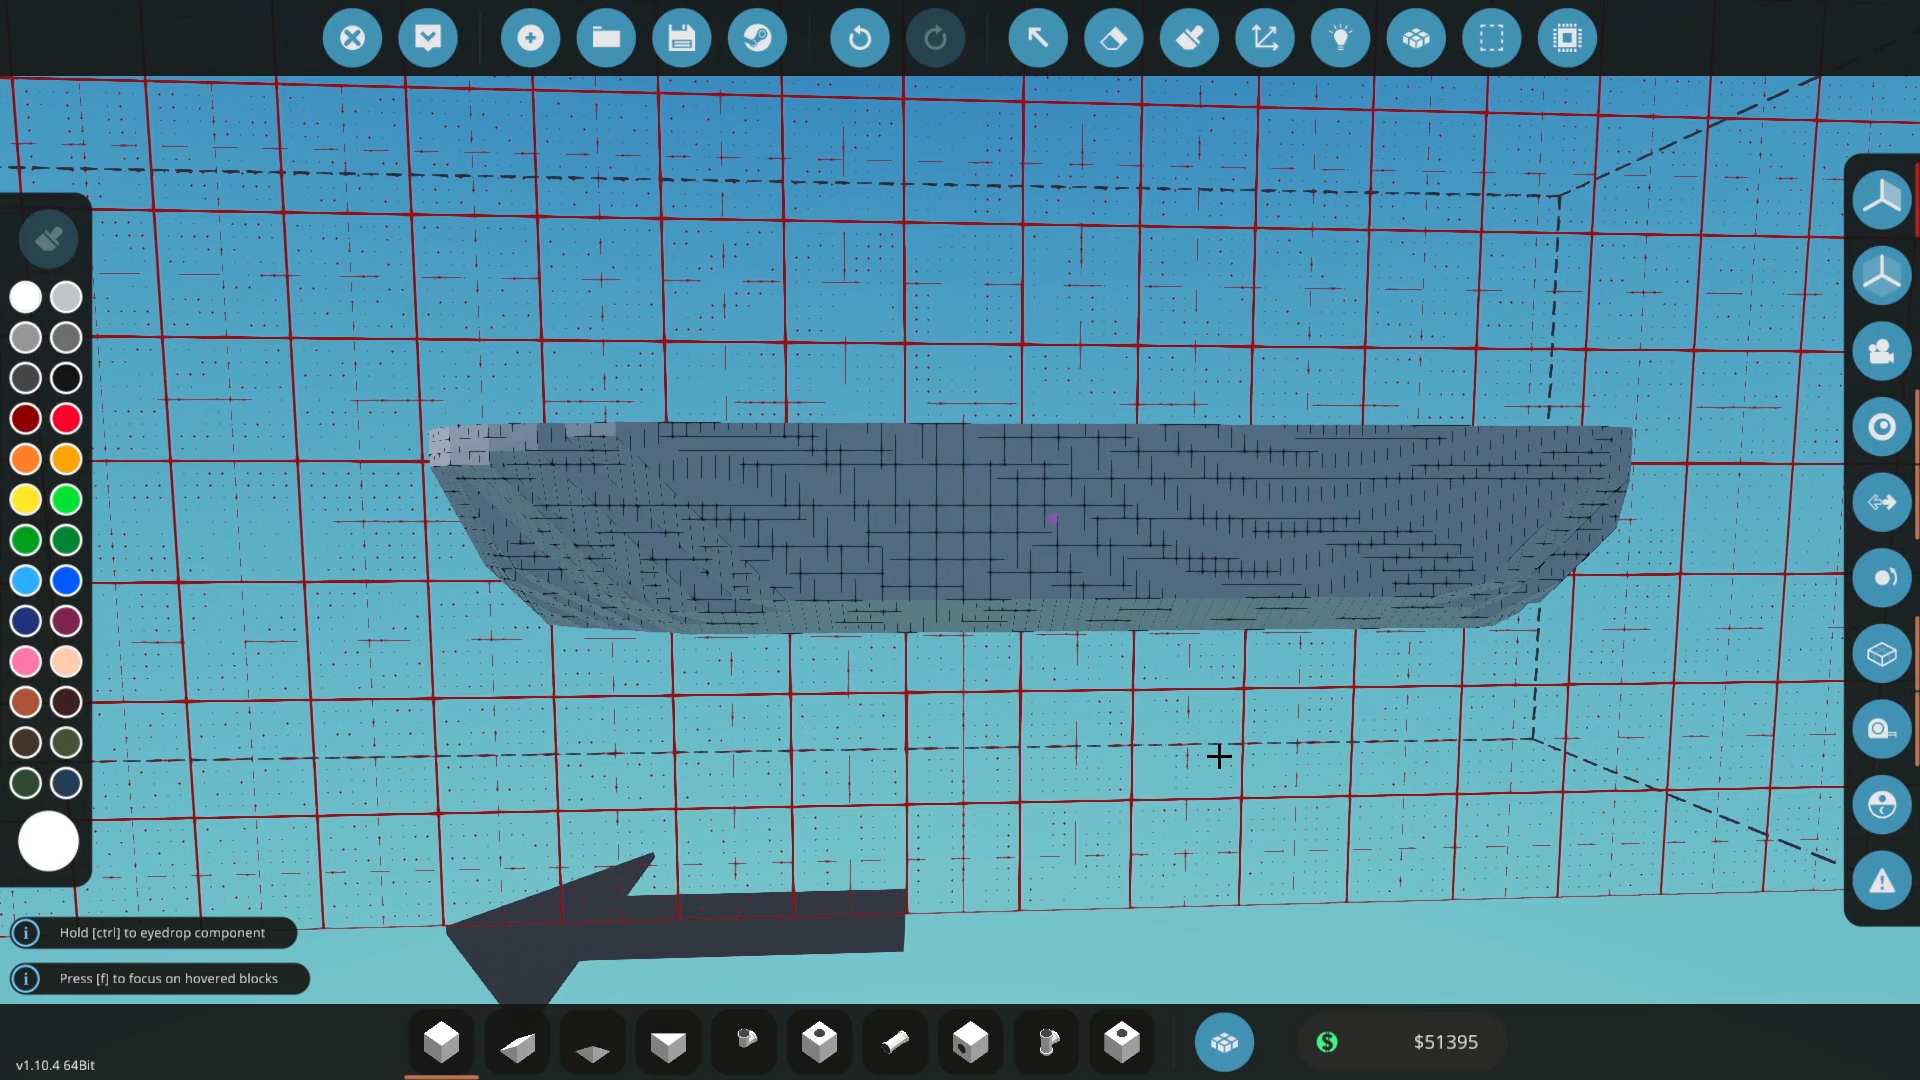 Hold [ctrl] to eyedrop component
Press [f] to focus on hovered blocks
v1.10.4 64Bit
$51395